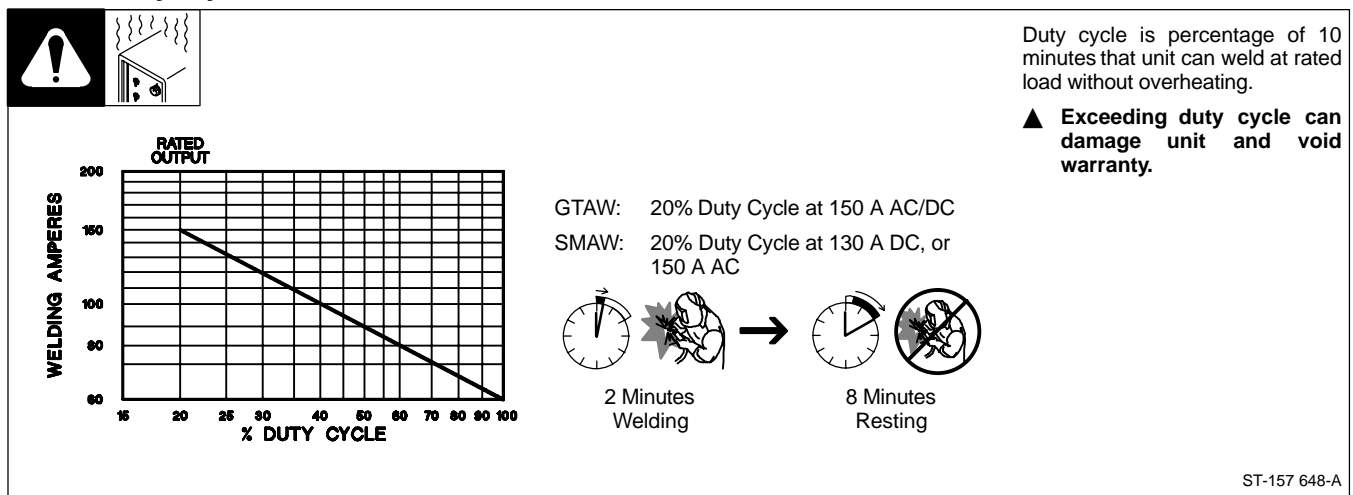 Duty cycle is percentage of 10
minutes that unit can weld at rated
load without overheating.
▲ Exceeding duty cycle can
damage unit and void
warranty.
RATED
OUTPUT
WELDING AMPERES
200
150
100
80
60
15 20 25 30 40 50 60 70 80 90 100
% DUTY CYCLE
GTAW: 20% Duty Cycle at 150 A AC/DC
SMAW: 20% Duty Cycle at 130 A DC, or
150 A AC
2 Minutes
Welding
8 Minutes
Resting
ST-157 648-A